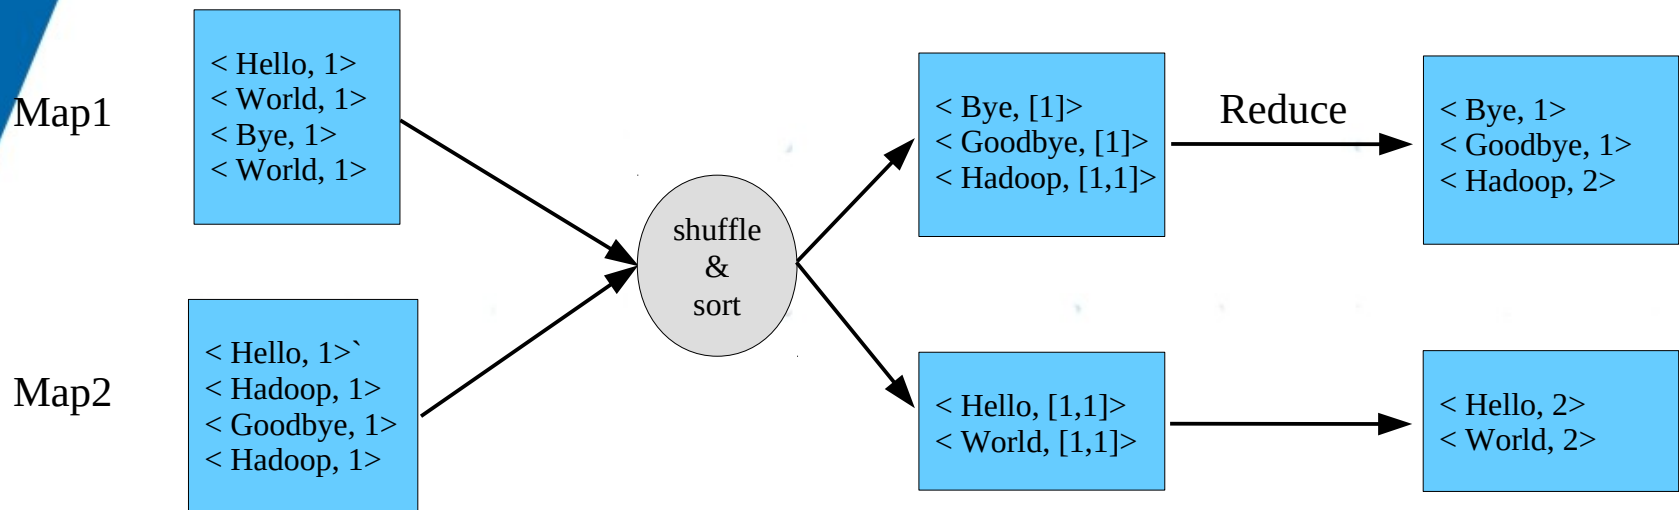 Map1
< Hello, 1>
< World, 1>
< Bye, 1>
< World, 1>
Map2
< Hello, 1>`
< Hadoop, 1>
< Goodbye, 1>
< Hadoop, 1>
shuffle
&
sort
< Bye, [1]>
< Goodbye, [1]>
< Hadoop, [1,1]>
Reduce
< Bye, 1>
< Goodbye, 1>
< Hadoop, 2>
< Hello, [1,1]>
< World, [1,1]>
< Hello, 2>
< World, 2>